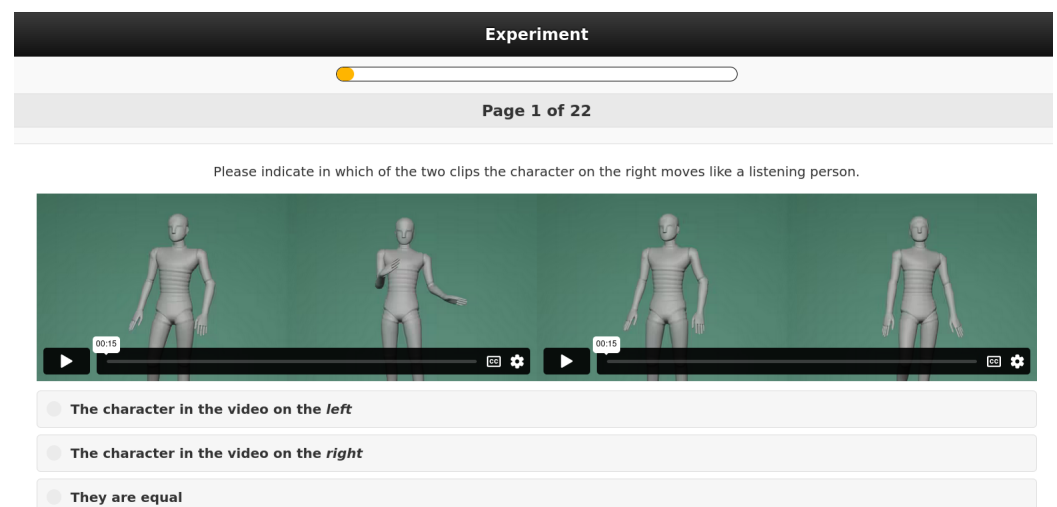 Experiment
Page 1 of 22
Please indicate in which of the two clips the character on the right moves like a listening person.
00:15 CC 00:15 CC
The character in the video on the left
The character in the video on the right
They are equal